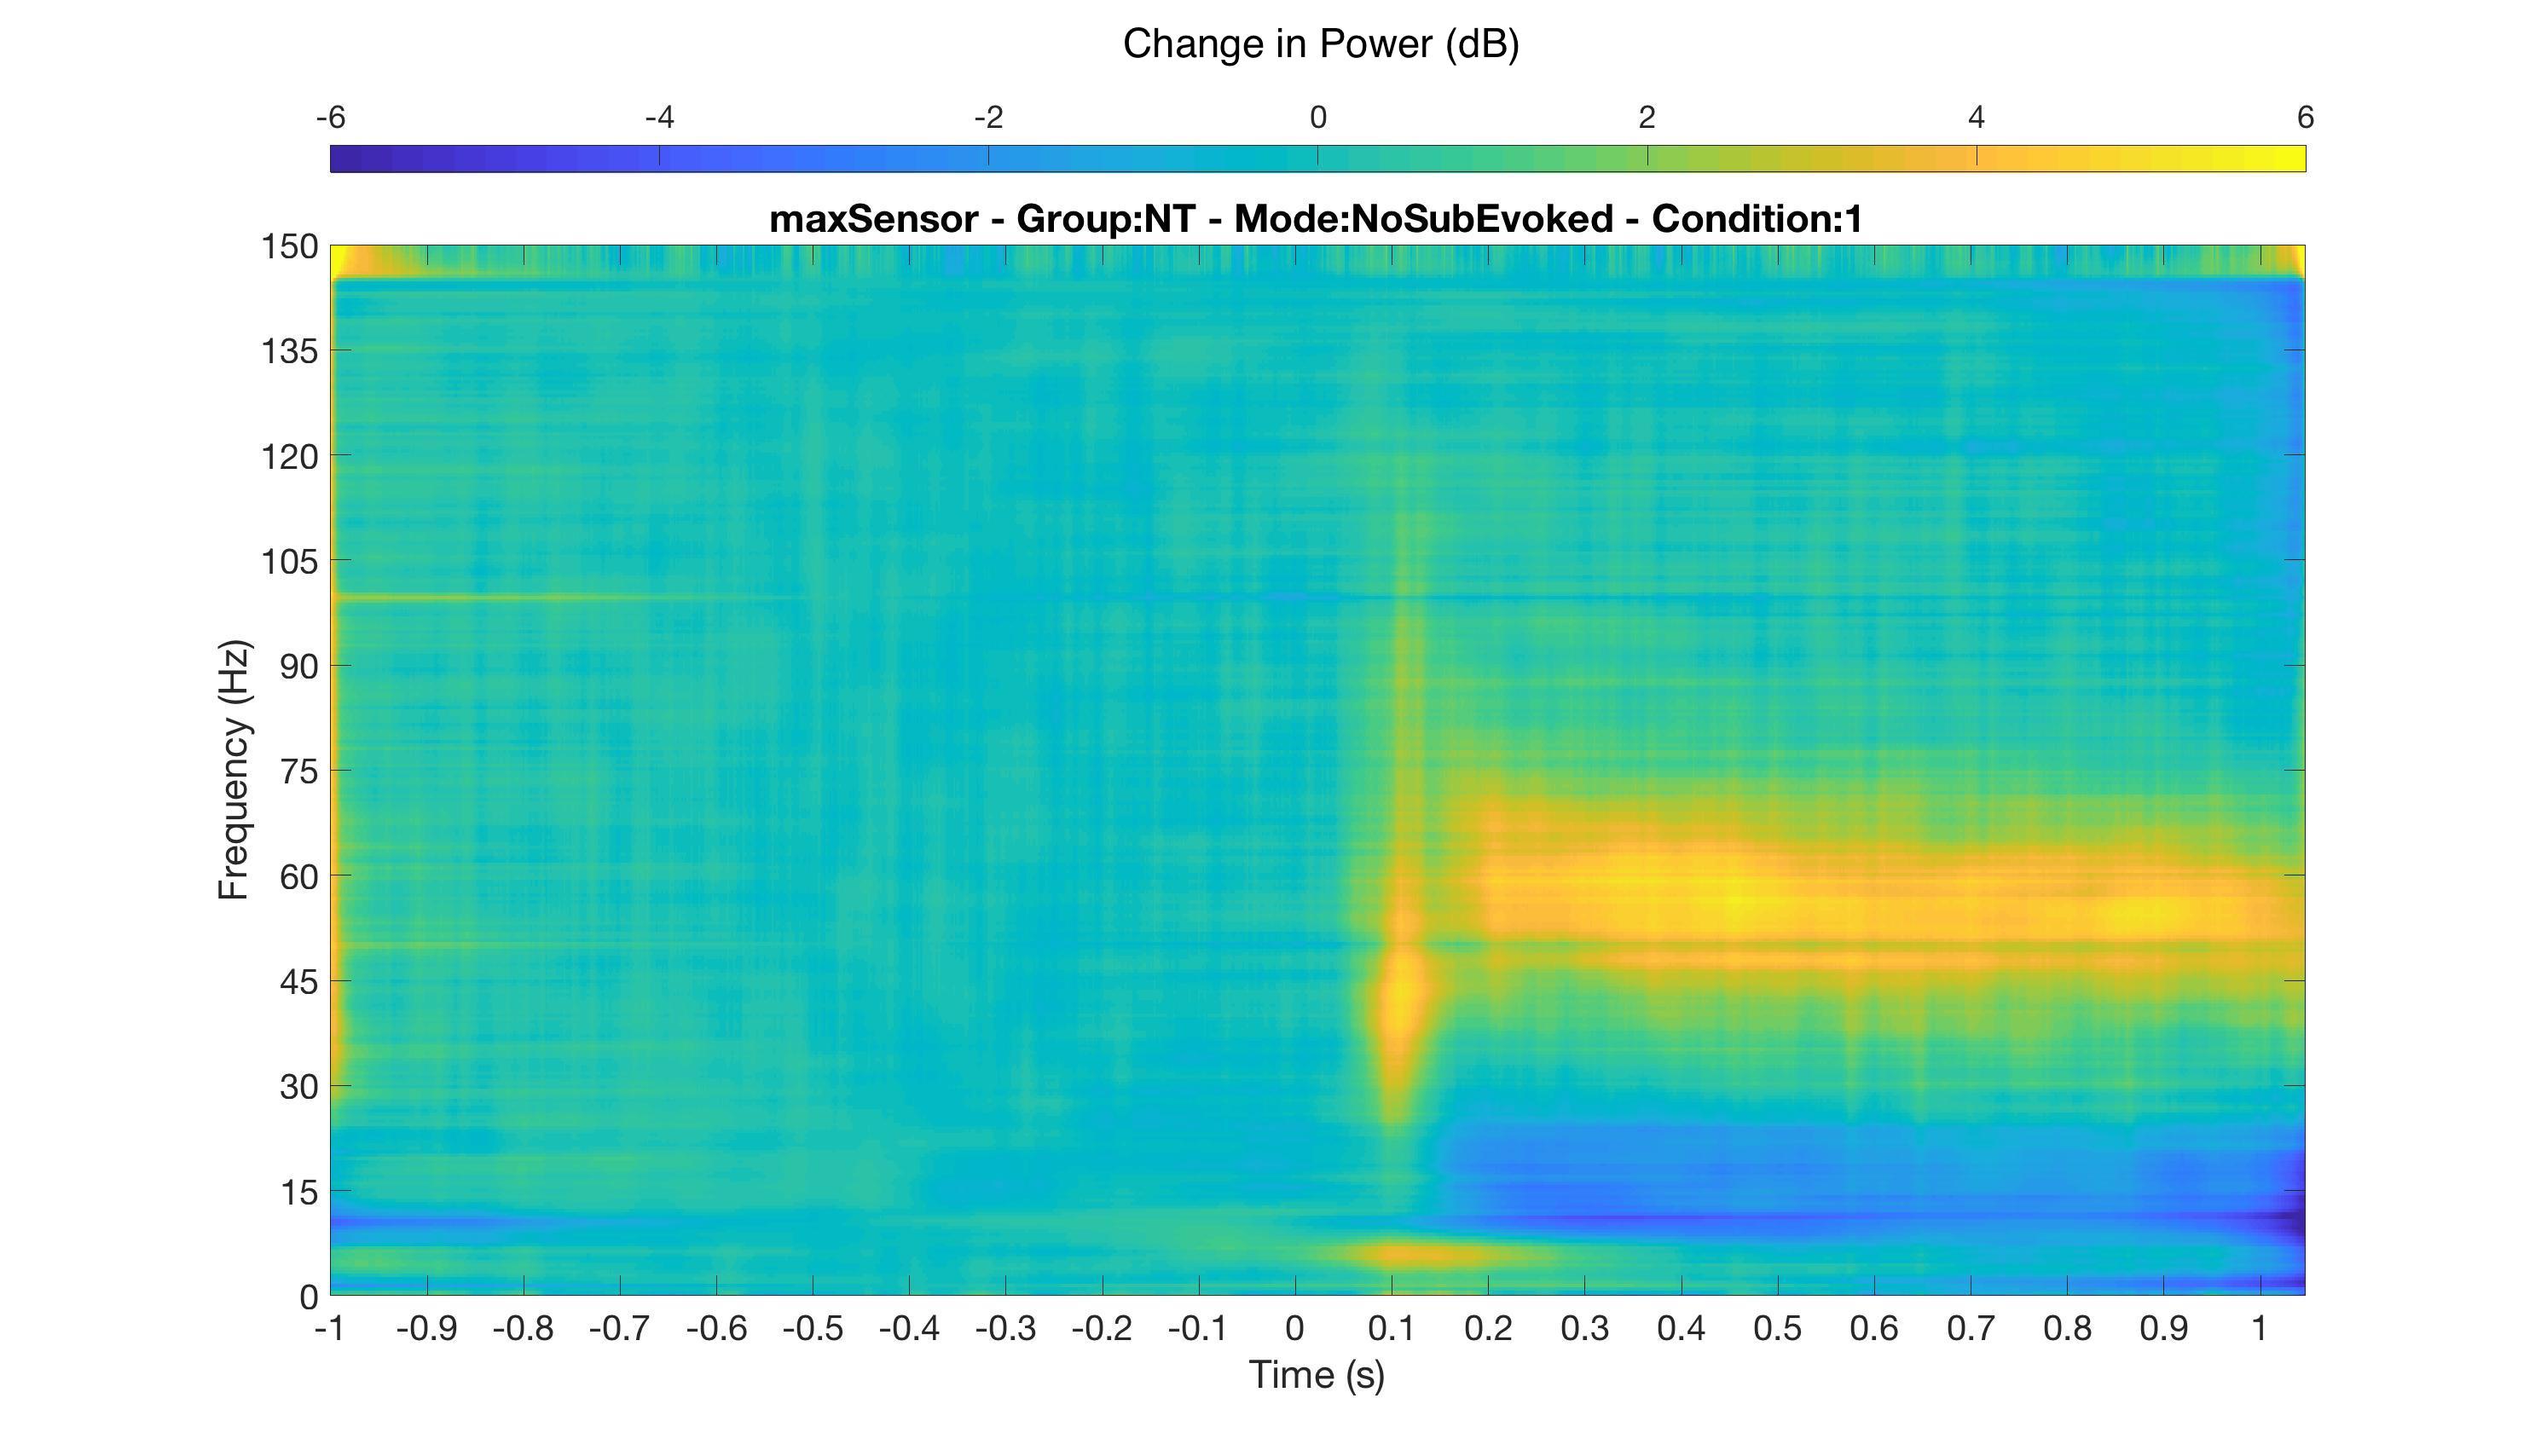 Change in Power (dB)
-6 -4 -2 0 2 4 6
maxSensor - Group:NT - Mode:NoSubEvoked - Condition:1
150
135
120
105
90
75
60
45
30
15
0
Frequency (Hz)
-1 -0.9 -0.8 -0.7 -0.6 -0.5 -0.4 -0.3 -0.2 -0.1 0 0.1 0.2 0.3 0.4 0.5 0.6 0.7 0.8 0.9 1
Time (s)